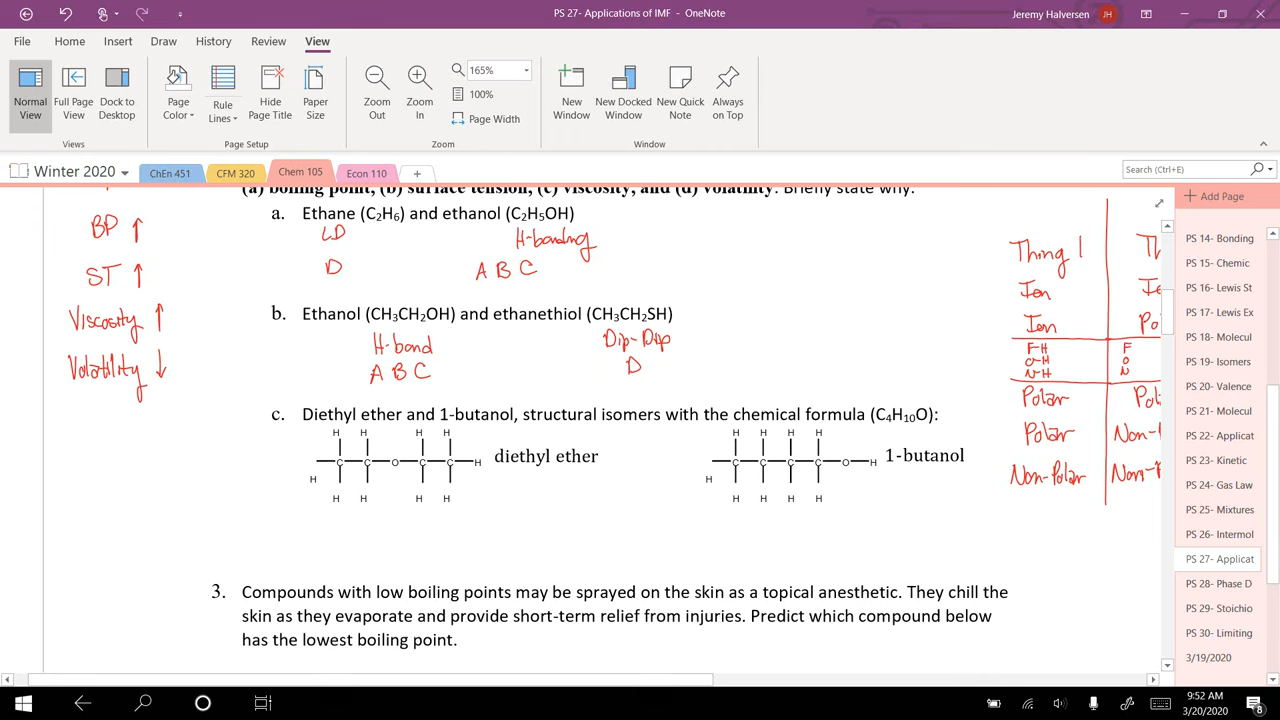 PS 27- Applications of IMF - OneNote
Jeremy Halversen JH
File Home Insert Draw History Review View
Normal View
Full Page View
Dock to Desktop
Page Color
Rule Lines
Hide Page Title
Paper Size
Zoom Out
Zoom In
165%
100%
Page Width
New Window
New Docked Window
New Quick Note
Always on Top
Views Page Setup Zoom Window
Winter 2020 ChEn 451 CFM 320 Chem 105 Econ 110 +
Search (Ctrl+E)
(a) boiling point, (b) surface tension, (c) viscosity, and (d) volatility. Briefly state why.
a. Ethane (C₂H₆) and ethanol (C₂H₅OH)
LD H-bonding
D A B C
b. Ethanol (CH₃CH₂OH) and ethanethiol (CH₃CH₂SH)
H-bond Dip-Dip
A B C D
c. Diethyl ether and 1-butanol, structural isomers with the chemical formula (C₄H₁₀O):
H H H H H H H H
C C O C C H diethyl ether C C C C O H 1-butanol
H H
H H H H H H H H
3. Compounds with low boiling points may be sprayed on the skin as a topical anesthetic. They chill the
skin as they evaporate and provide short-term relief from injuries. Predict which compound below
has the lowest boiling point.
BP ↑
ST ↑
Viscosity ↑
Volatility ↓
Thing 1 Th
Ion Io
Ion Po
F-H F
O-H O
N-H N
Polar Pol
Polar Non-
Non-Polar Non-
Add Page
PS 14- Bonding
PS 15- Chemic
PS 16- Lewis St
PS 17- Lewis Ex
PS 18- Molecul
PS 19- Isomers
PS 20- Valence
PS 21- Molecul
PS 22- Applicat
PS 23- Kinetic
PS 24- Gas Law
PS 25- Mixtures
PS 26- Intermol
PS 27- Applicat
PS 28- Phase D
PS 29- Stoichio
PS 30- Limiting
3/19/2020
9:52 AM
3/20/2020
8